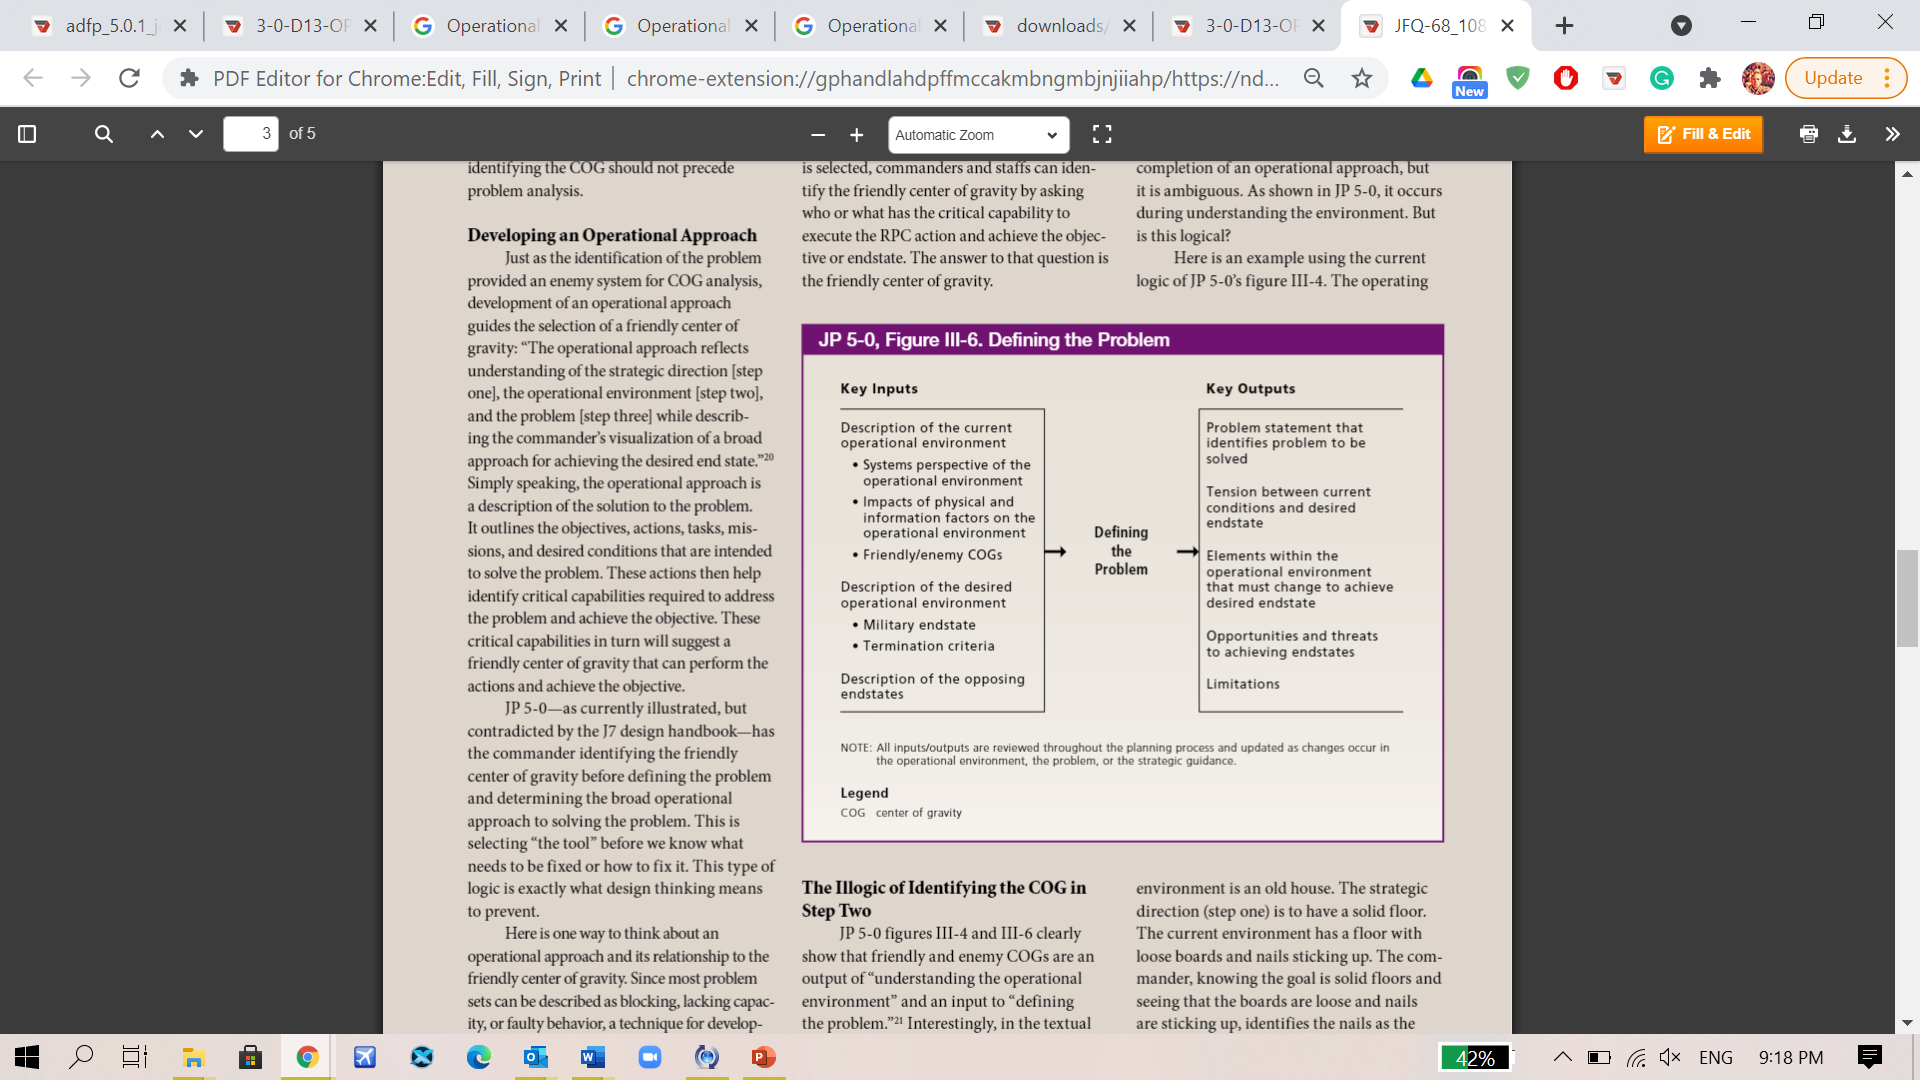 adfp_5.0.1_j
3-0-D13-OP
Operational
Operational
Operational
downloads/
3-0-D13-OP
JFQ-68_108
PDF Editor for Chrome:Edit, Fill, Sign, Print
chrome-extension://gphandlahdpffmccakmbngmbjnjiiahp/https://nd...
New
Update
3 of 5
Automatic Zoom
Fill & Edit
identifying the COG should not precede
problem analysis.
Developing an Operational Approach
Just as the identification of the problem
provided an enemy system for COG analysis,
development of an operational approach
guides the selection of a friendly center of
gravity: “The operational approach reflects
understanding of the strategic direction [step
one], the operational environment [step two],
and the problem [step three] while describ-
ing the commander’s visualization of a broad
approach for achieving the desired end state.”20
Simply speaking, the operational approach is
a description of the solution to the problem.
It outlines the objectives, actions, tasks, mis-
sions, and desired conditions that are intended
to solve the problem. These actions then help
identify critical capabilities required to address
the problem and achieve the objective. These
critical capabilities in turn will suggest a
friendly center of gravity that can perform the
actions and achieve the objective.
JP 5-0—as currently illustrated, but
contradicted by the J7 design handbook—has
the commander identifying the friendly
center of gravity before defining the problem
and determining the broad operational
approach to solving the problem. This is
selecting “the tool” before we know what
needs to be fixed or how to fix it. This type of
logic is exactly what design thinking means
to prevent.
Here is one way to think about an
operational approach and its relationship to the
friendly center of gravity. Since most problem
sets can be described as blocking, lacking capac-
ity, or faulty behavior, a technique for develop-
is selected, commanders and staffs can iden-
tify the friendly center of gravity by asking
who or what has the critical capability to
execute the RPC action and achieve the objec-
tive or endstate. The answer to that question is
the friendly center of gravity.
completion of an operational approach, but
it is ambiguous. As shown in JP 5-0, it occurs
during understanding the environment. But
is this logical?
Here is an example using the current
logic of JP 5-0’s figure III-4. The operating
JP 5-0, Figure III-6. Defining the Problem
Key Inputs
Description of the current
operational environment
• Systems perspective of the
operational environment
• Impacts of physical and
information factors on the
operational environment
• Friendly/enemy COGs
Description of the desired
operational environment
• Military endstate
• Termination criteria
Description of the opposing
endstates
Defining
the
Problem
Key Outputs
Problem statement that
identifies problem to be
solved
Tension between current
conditions and desired
endstate
Elements within the
operational environment
that must change to achieve
desired endstate
Opportunities and threats
to achieving endstates
Limitations
NOTE: All inputs/outputs are reviewed throughout the planning process and updated as changes occur in
the operational environment, the problem, or the strategic guidance.
Legend
COG center of gravity
The Illogic of Identifying the COG in
Step Two
JP 5-0 figures III-4 and III-6 clearly
show that friendly and enemy COGs are an
output of “understanding the operational
environment” and an input to “defining
the problem.”21 Interestingly, in the textual
environment is an old house. The strategic
direction (step one) is to have a solid floor.
The current environment has a floor with
loose boards and nails sticking up. The com-
mander, knowing the goal is solid floors and
seeing that the boards are loose and nails
are sticking up, identifies the nails as the
42%
ENG
9:18 PM